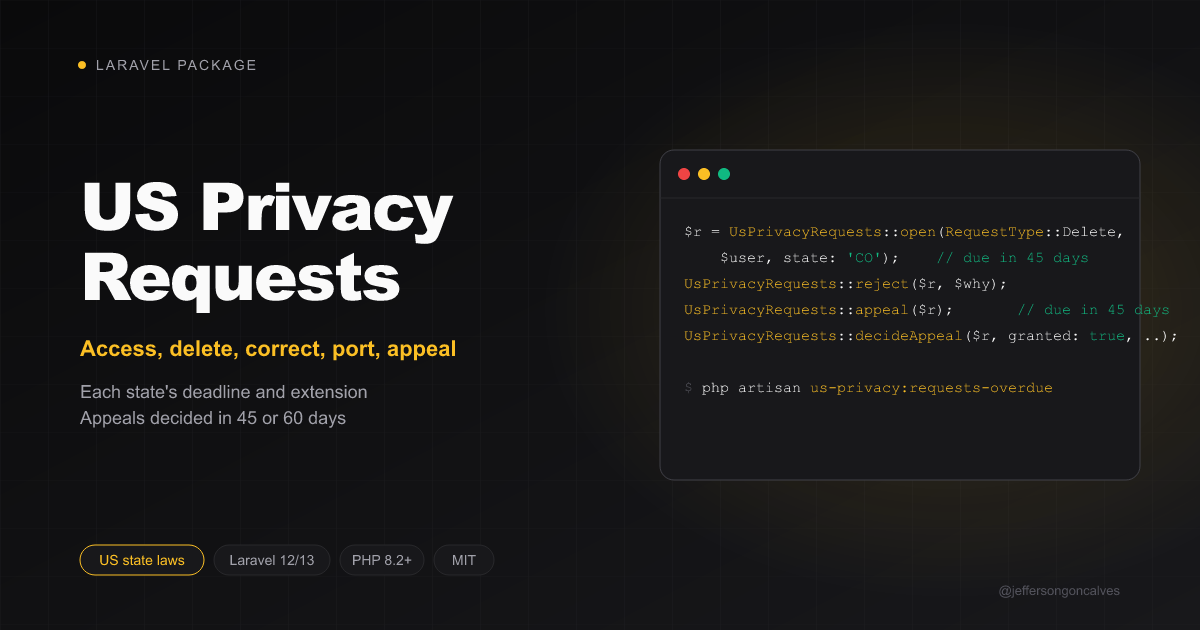 LARAVEL PACKAGE
US Privacy
Requests
Access, delete, correct, port, appeal
Each state's deadline and extension
Appeals decided in 45 or 60 days
US state laws
Laravel 12/13
PHP 8.2+
MIT
$r = UsPrivacyRequests::open(RequestType::Delete,
    $user, state: 'CO');    // due in 45 days
UsPrivacyRequests::reject($r, $why);
UsPrivacyRequests::appeal($r);       // due in 45 days
UsPrivacyRequests::decideAppeal($r, granted: true, ..);
$ php artisan us-privacy:requests-overdue
@jeffersongoncalves